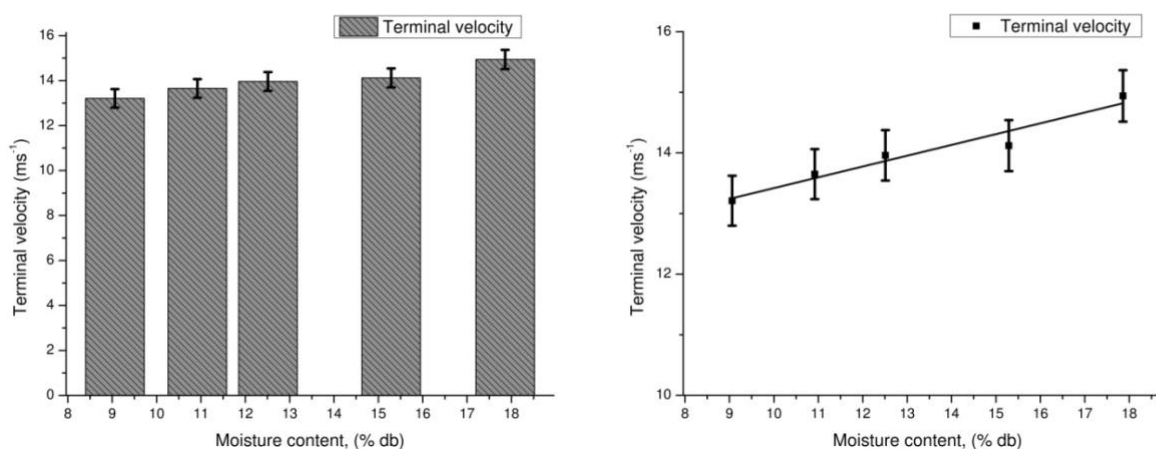 Terminal velocity
16
14
12
10
8
6
4
2
0
Terminal velocity (ms⁻¹)
8 9 10 11 12 13 14 15 16 17 18
Moisture content, (% db)
Terminal velocity
16
14
12
10
Terminal velocity (ms⁻¹)
8 9 10 11 12 13 14 15 16 17 18
Moisture content, (% db)